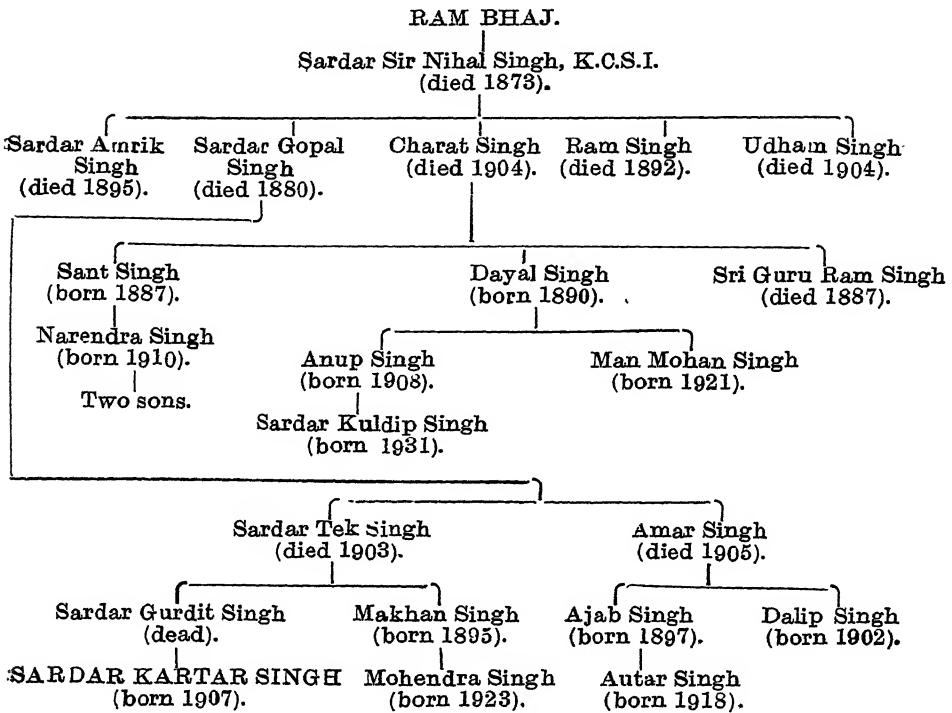 RAM BHAJ.
Sardar Sir Nihal Singh, K.C.S.I.
(died 1873).
Sardar Amrik Sardar Gopal Charat Singh Ram Singh Udham Singh
Singh Singh (died 1904). (died 1892). (died 1904).
(died 1895). (died 1880).
Sant Singh Dayal Singh Sri Guru Ram Singh
(born 1887). (born 1890). (died 1887).
Narendra Singh
(born 1910).
Anup Singh Man Mohan Singh
(born 1908). (born 1921).
Two sons.
Sardar Kuldip Singh
(born 1931).
Sardar Tek Singh Amar Singh
(died 1903). (died 1905).
Sardar Gurdit Singh Makhan Singh Ajab Singh Dalip Singh
(dead). (born 1895). (born 1897). (born 1902).
SARDAR KARTAR SINGH Mohendra Singh Autar Singh
(born 1907). (born 1923). (born 1918).